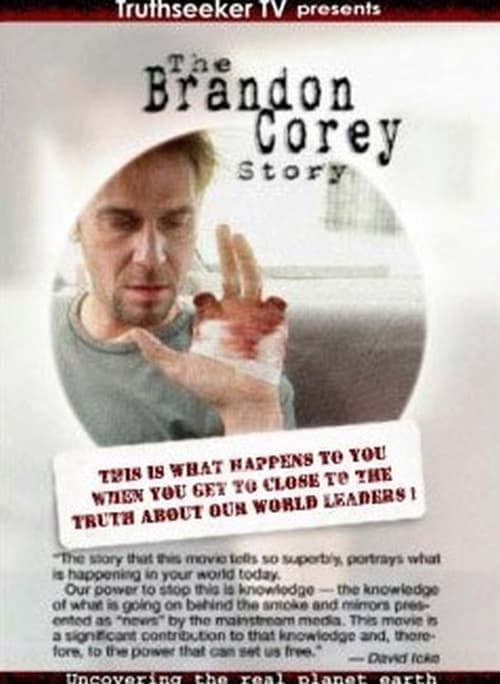 Truthseeker TV presents
The
Brandon
Corey
Story
THIS IS WHAT HAPPENS TO YOU
WHEN YOU GET TO CLOSE TO THE
TRUTH ABOUT OUR WORLD LEADERS !
"The story that this movie tells so superbly, portrays what
is happening in your world today.
Our power to stop this is knowledge — the knowledge
of what is going on behind the smoke and mirrors pres-
ented as "news" by the mainstream media. This movie is
a significant contribution to that knowledge and, there-
fore, to the power that can set us free."
— David Icke
Uncovering the real planet earth